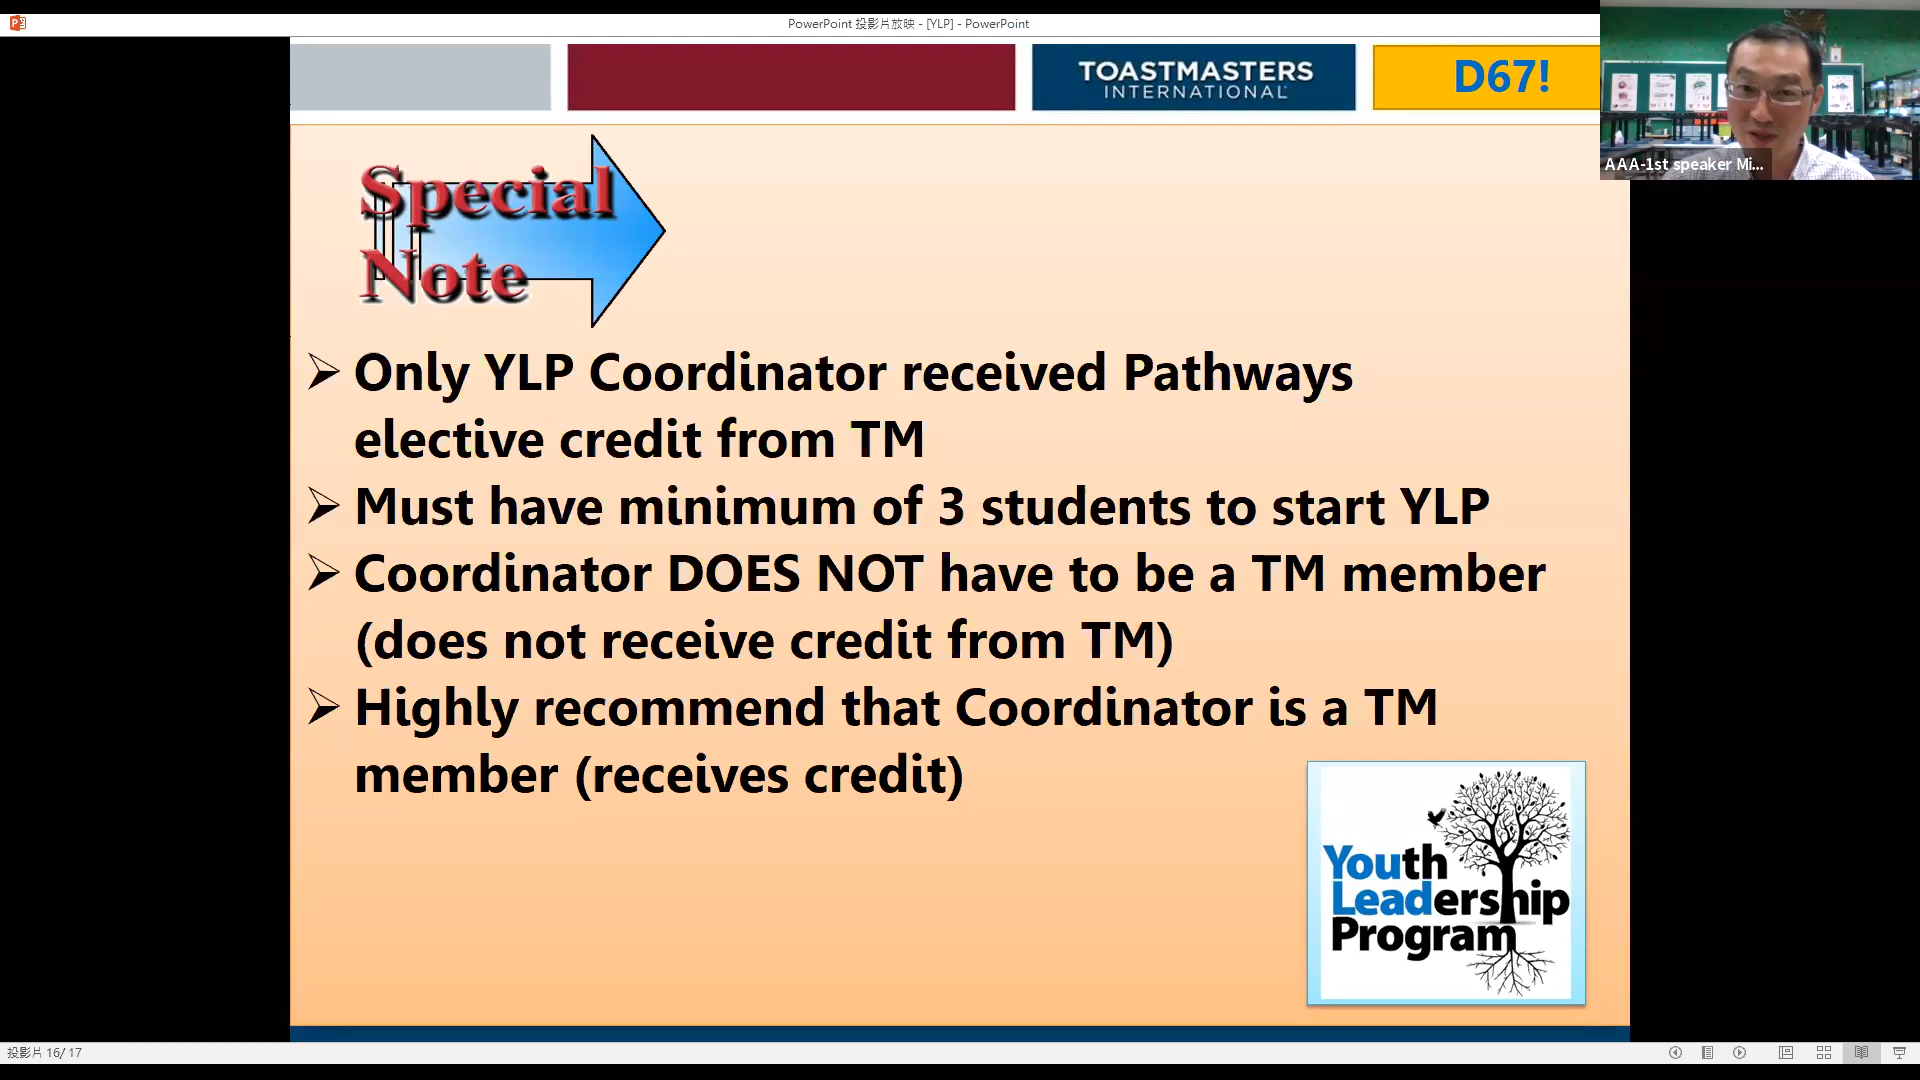 PowerPoint 投影片放映 - [YLP] - PowerPoint
TOASTMASTERS
INTERNATIONAL
D67!
AAA-1st speaker Mi...
Special
Note
Only YLP Coordinator received Pathways
elective credit from TM
Must have minimum of 3 students to start YLP
Coordinator DOES NOT have to be a TM member
(does not receive credit from TM)
Highly recommend that Coordinator is a TM
member (receives credit)
Youth
Leadership
Program
投影片 16/ 17